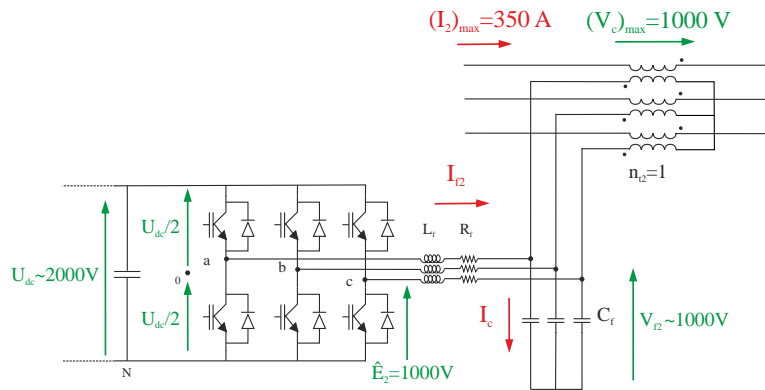 (I₂)max=350 A
(Vc)max=1000 V
If2
nt2=1
Lf
Rf
Udc/2
a
Udc~2000V
0
b
c
Udc/2
Ic
Cf
Vf2~1000V
N
Ê₂=1000V